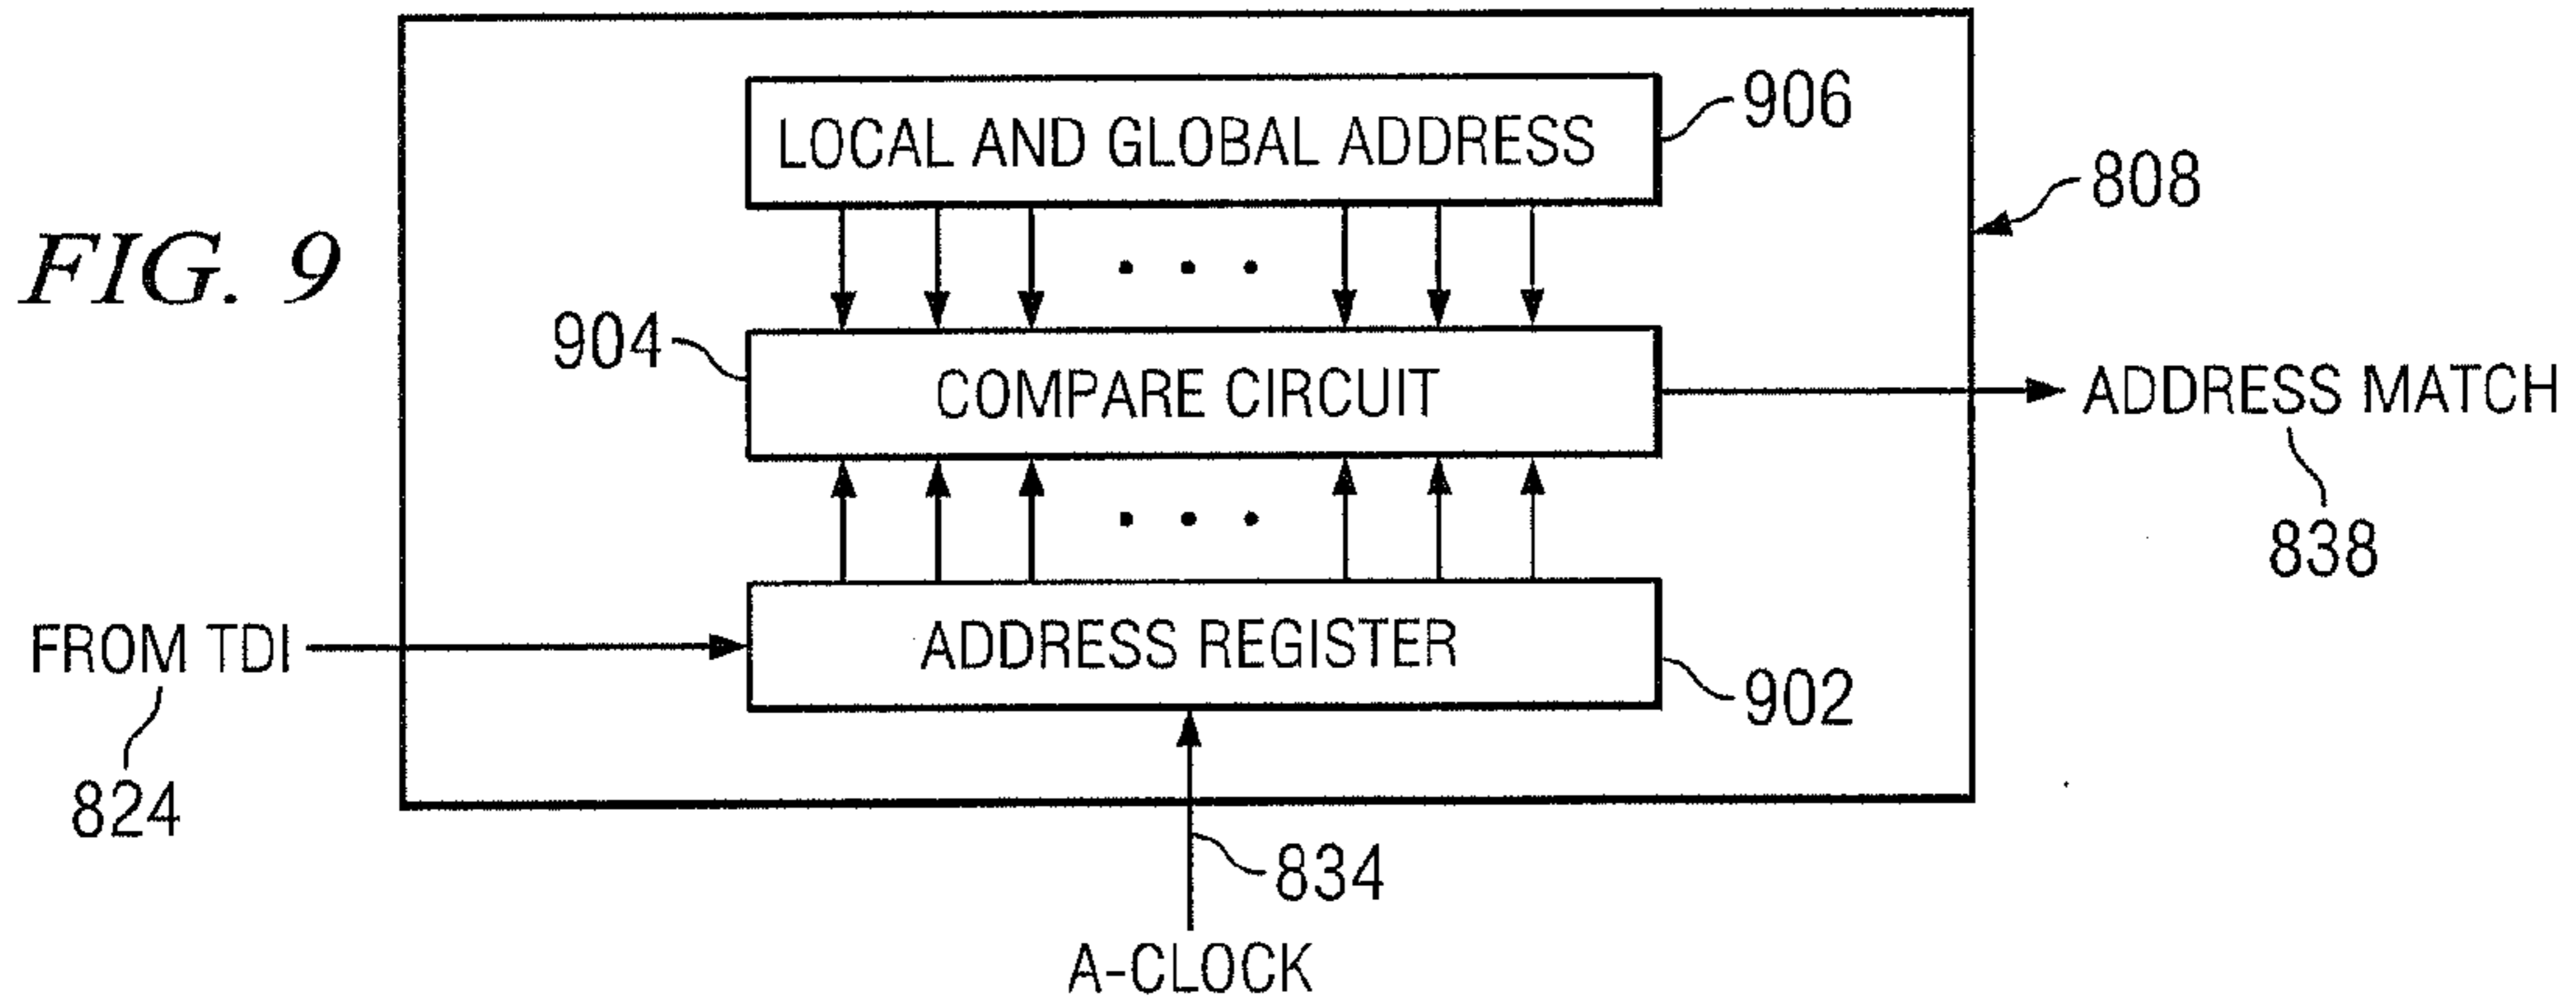 LOCAL AND GLOBAL ADDRESS
906
808
FIG. 9
904
COMPARE CIRCUIT
ADDRESS MATCH
838
FROM TDI
ADDRESS REGISTER
902
824
834
A-CLOCK